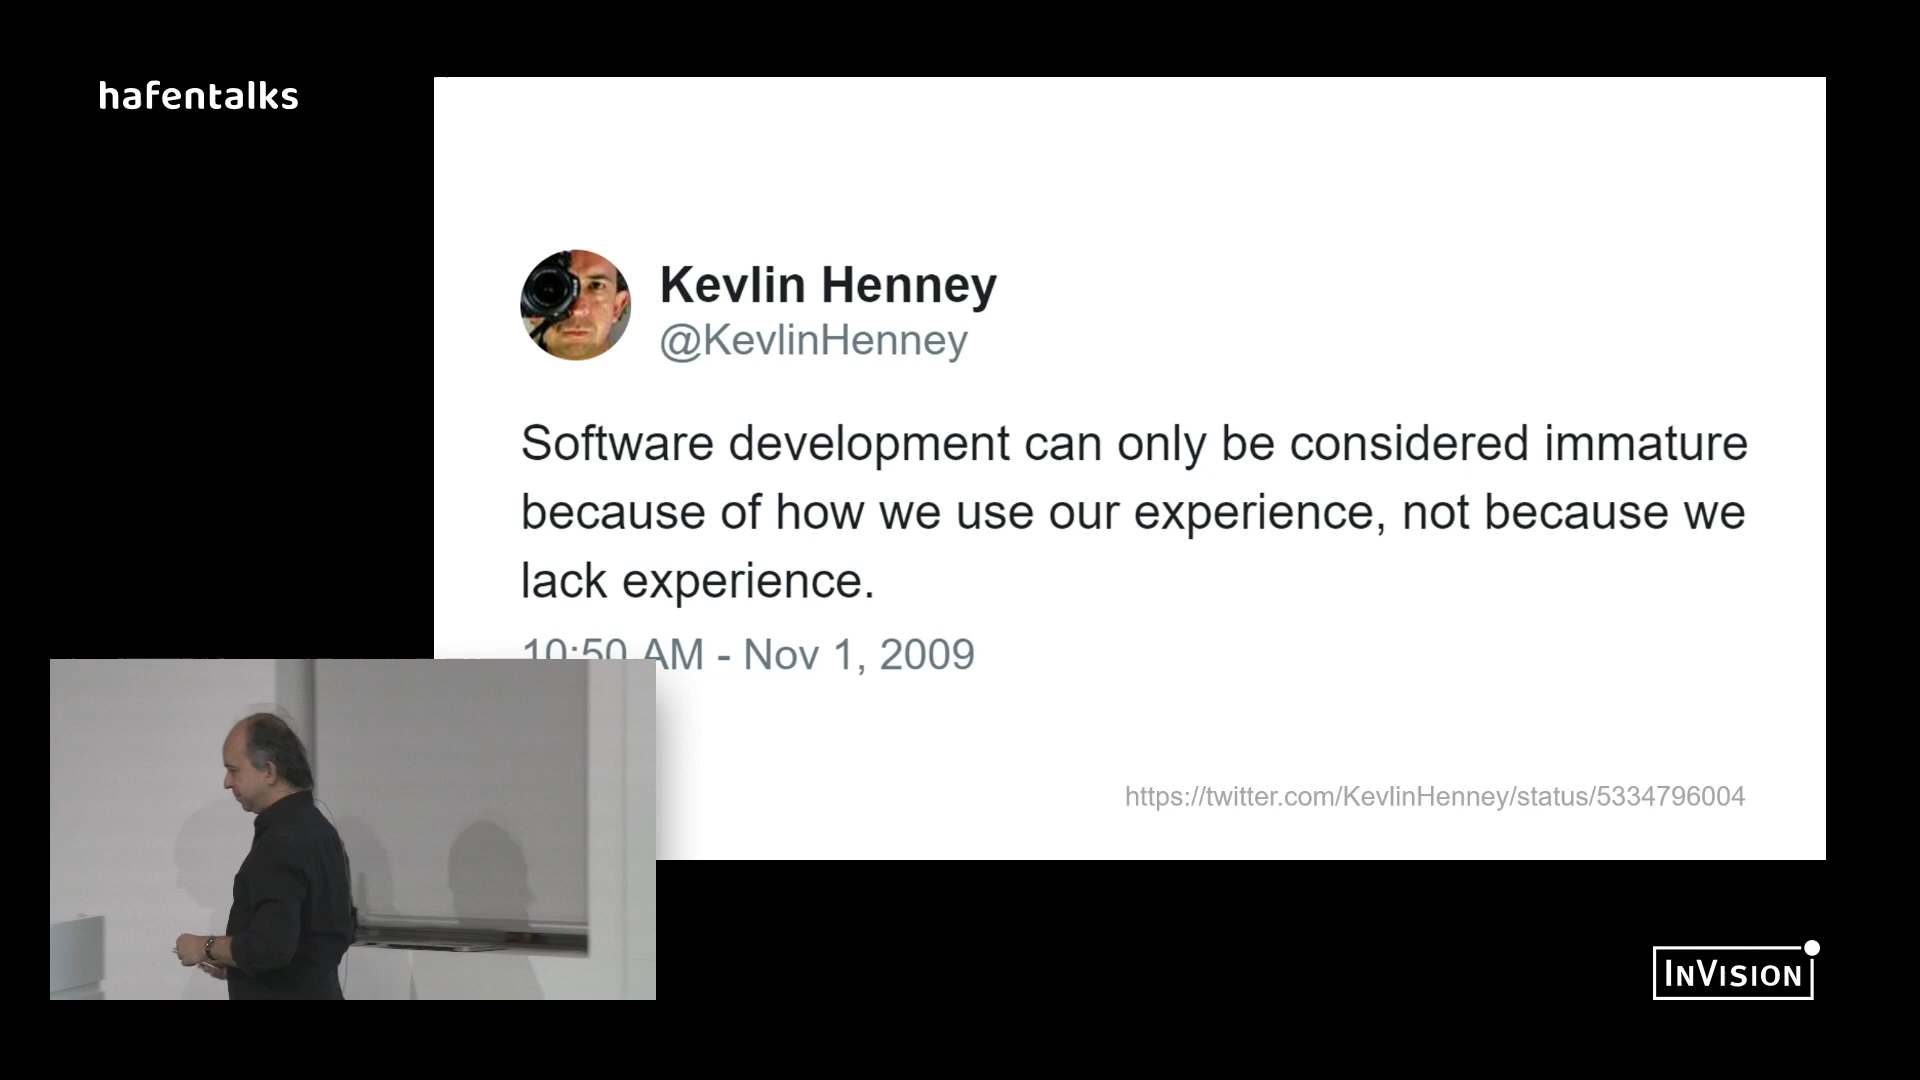 hafentalks
Kevlin Henney
@KevlinHenney
Software development can only be considered immature
because of how we use our experience, not because we
lack experience.
10:50 AM - Nov 1, 2009
https://twitter.com/KevlinHenney/status/5334796004
INVISION